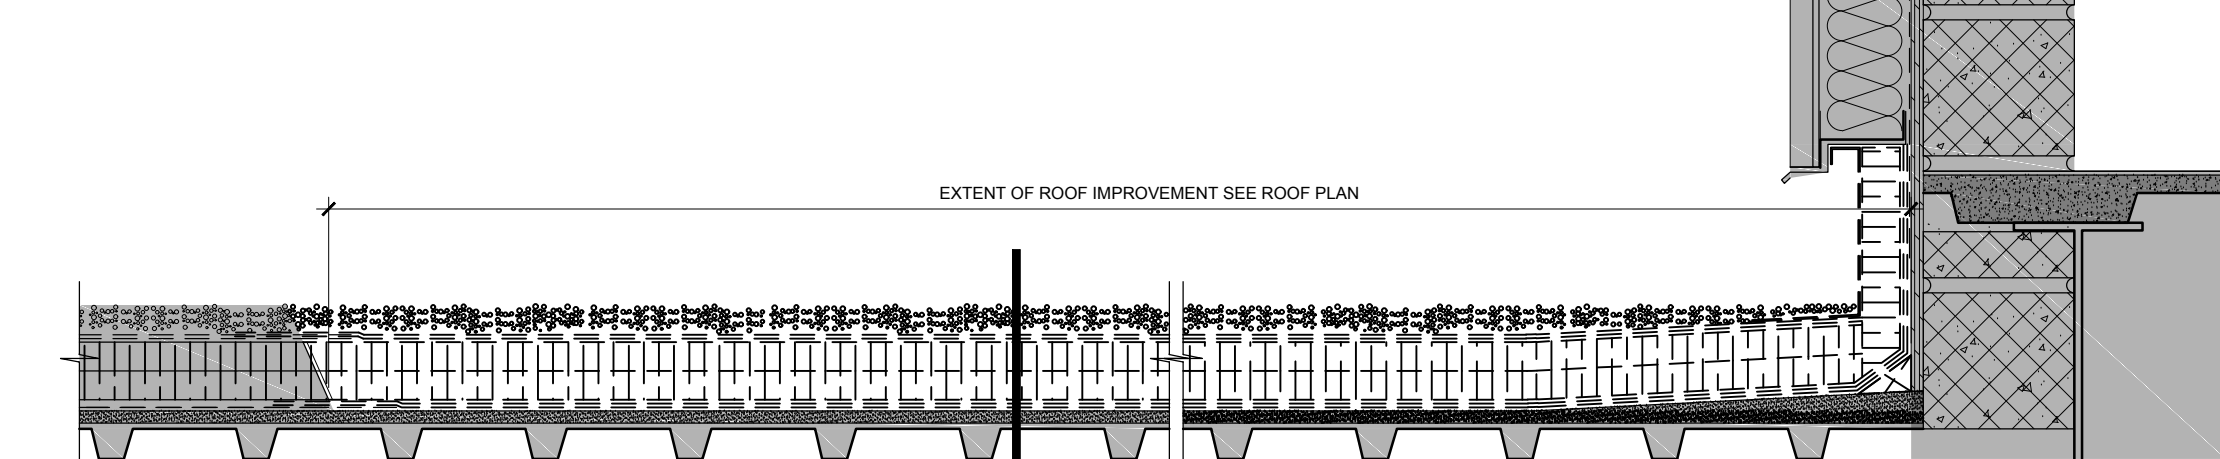 EXTENT OF ROOF IMPROVEMENT SEE ROOF PLAN